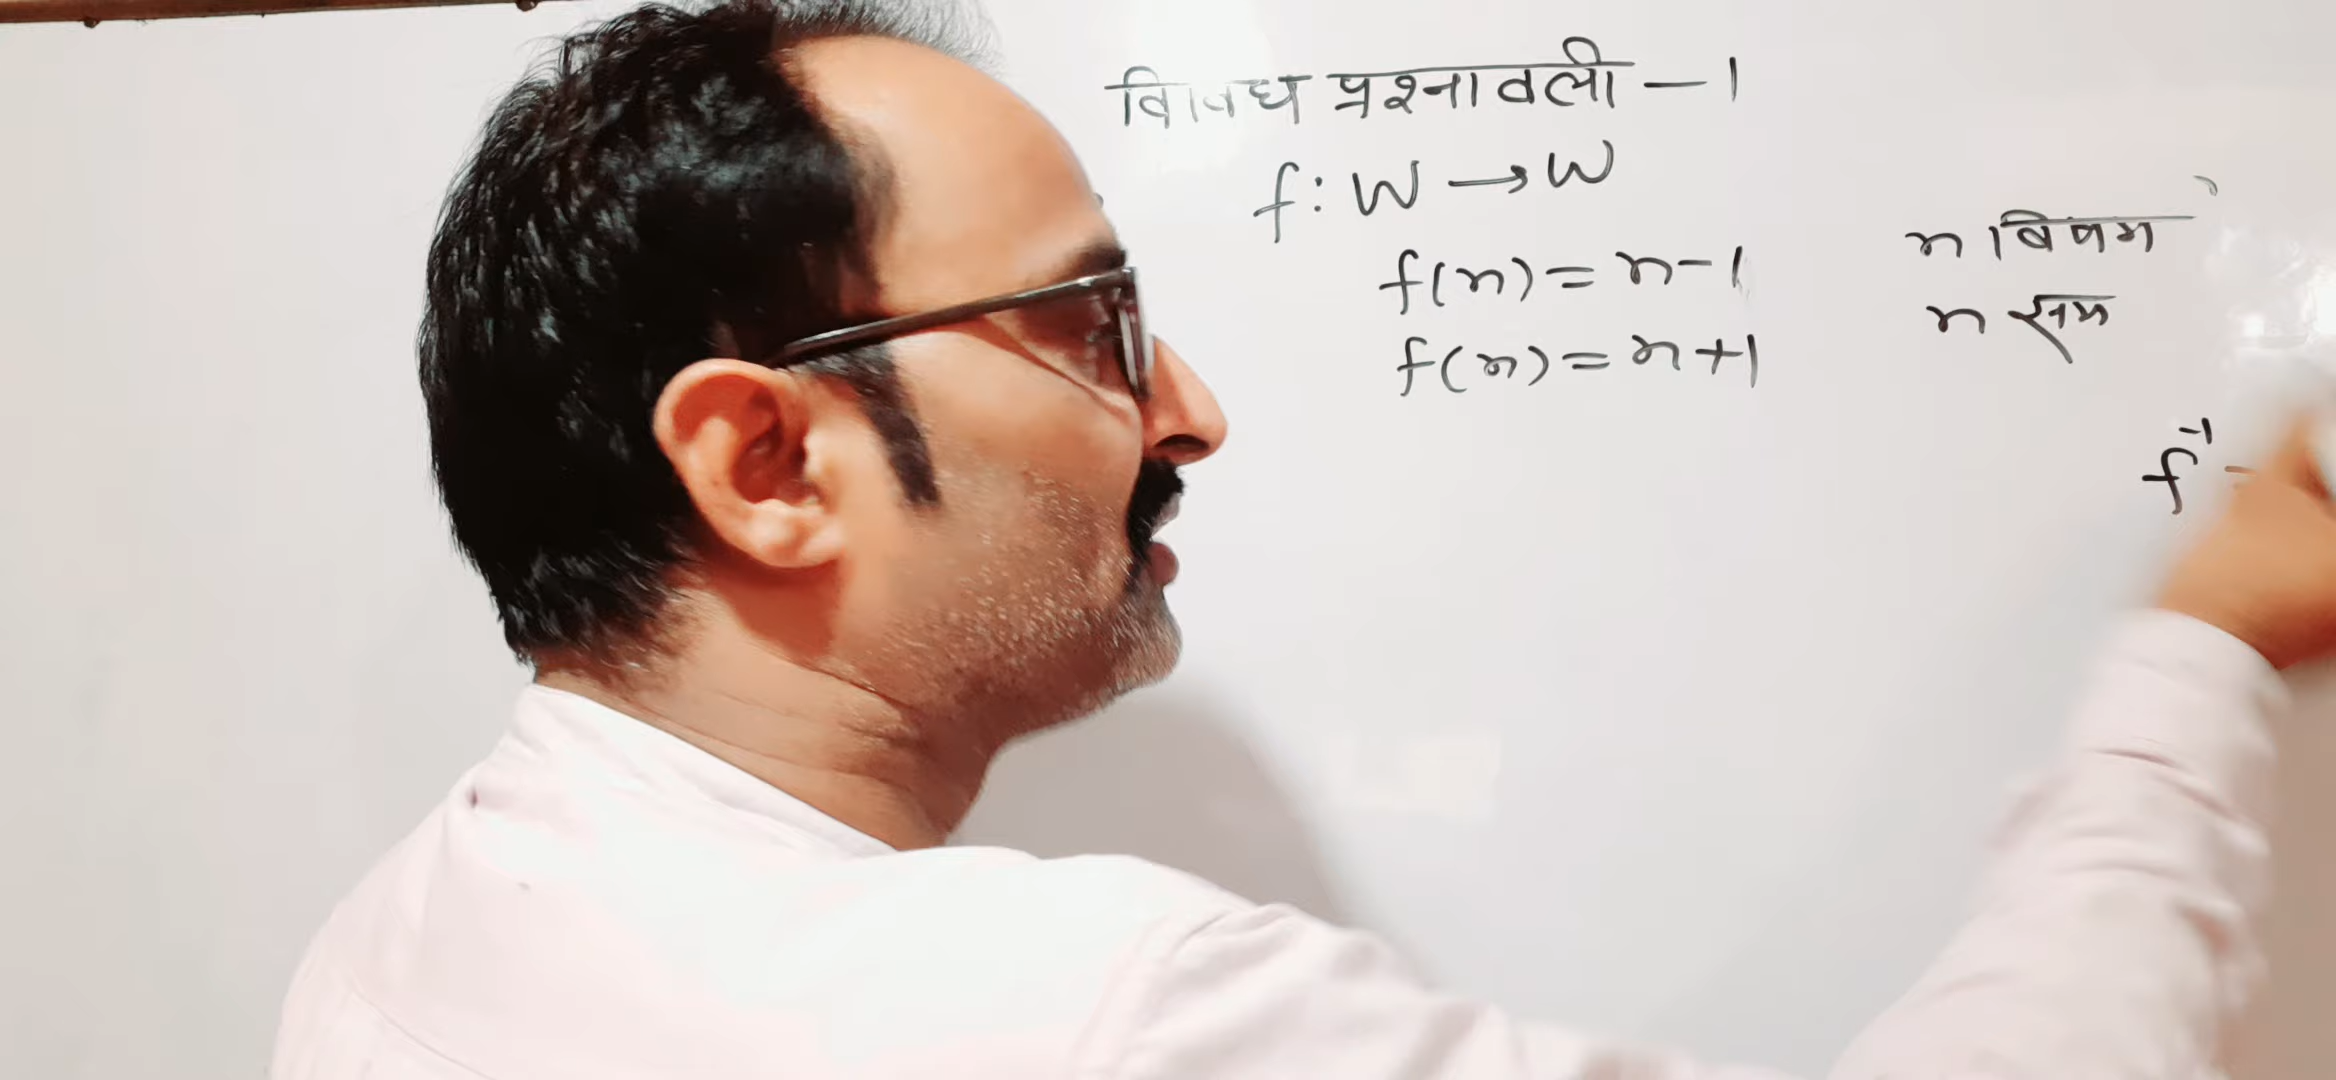 विविध प्रश्नावली – 1
f: W → W
f(n) = n-1 n विषम
f(n) = n+1 n सम
f⁻¹ =